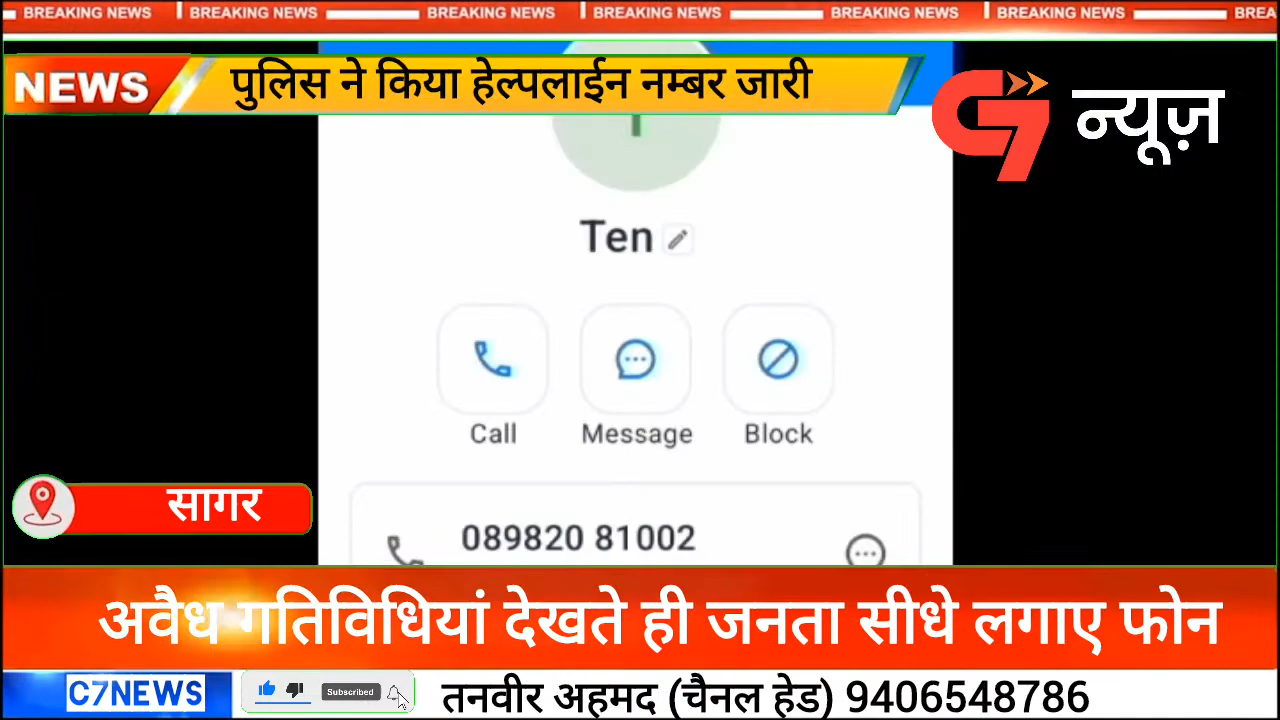 BREAKING NEWS BREAKING NEWS BREAKING NEWS BREAKING NEWS BREAKING NEWS BREAKING NEWS
NEWS पुलिस ने किया हेल्पलाईन नम्बर जारी
C7 न्यूज़
Ten
Call Message Block
सागर
089820 81002
अवैध गतिविधियां देखते ही जनता सीधे लगाए फोन
C7NEWS Subscribed तनवीर अहमद (चैनल हेड) 9406548786